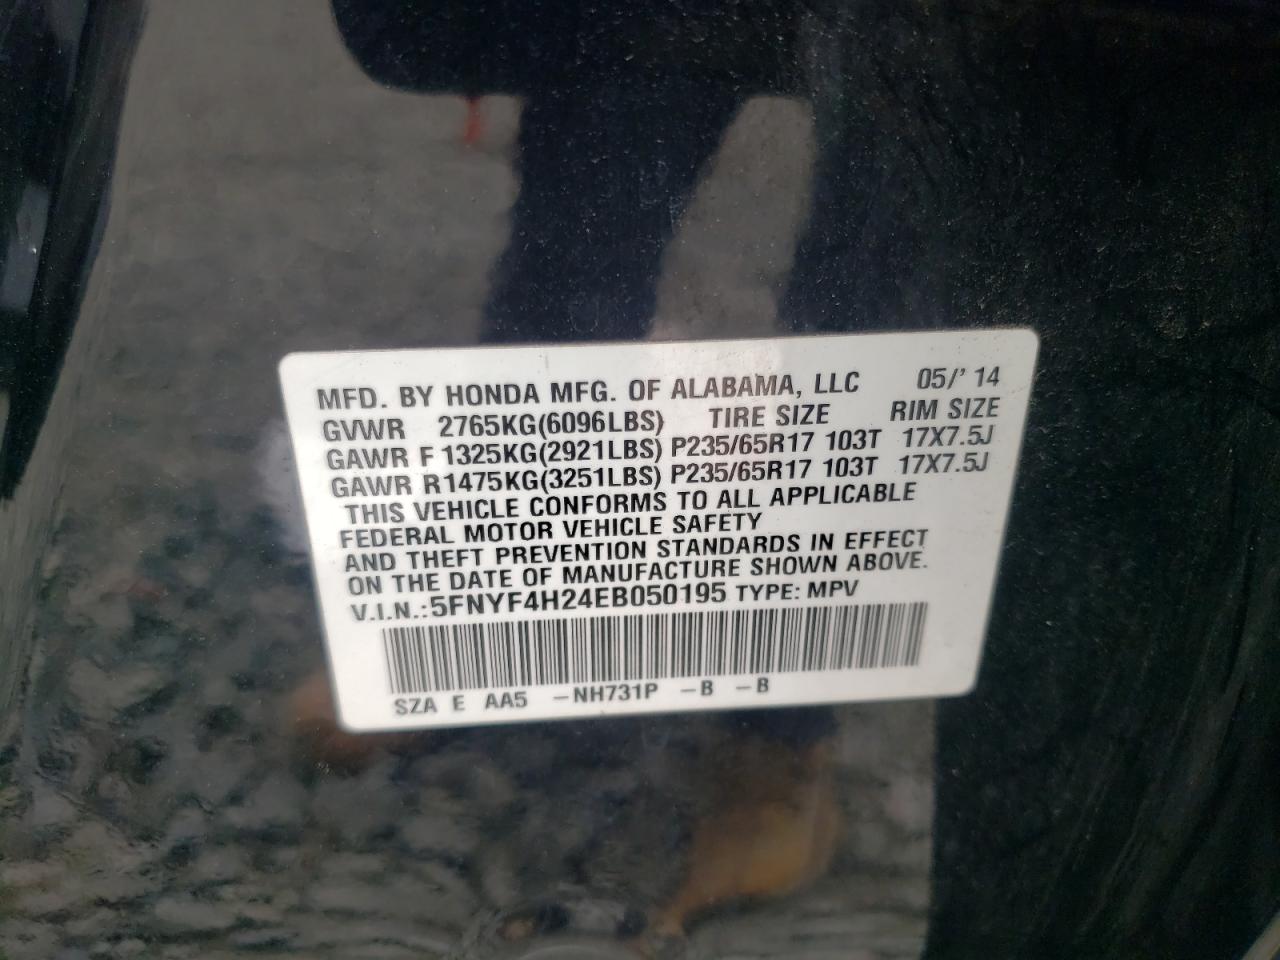 MFD. BY HONDA MFG. OF ALABAMA, LLC 05/' 14
GVWR 2765KG(6096LBS) TIRE SIZE RIM SIZE
GAWR F 1325KG(2921LBS) P235/65R17 103T 17X7.5J
GAWR R1475KG(3251LBS) P235/65R17 103T 17X7.5J
THIS VEHICLE CONFORMS TO ALL APPLICABLE
FEDERAL MOTOR VEHICLE SAFETY
AND THEFT PREVENTION STANDARDS IN EFFECT
ON THE DATE OF MANUFACTURE SHOWN ABOVE.
V.I.N.:5FNYF4H24EB050195 TYPE: MPV
SZA E AA5 -NH731P -B -B